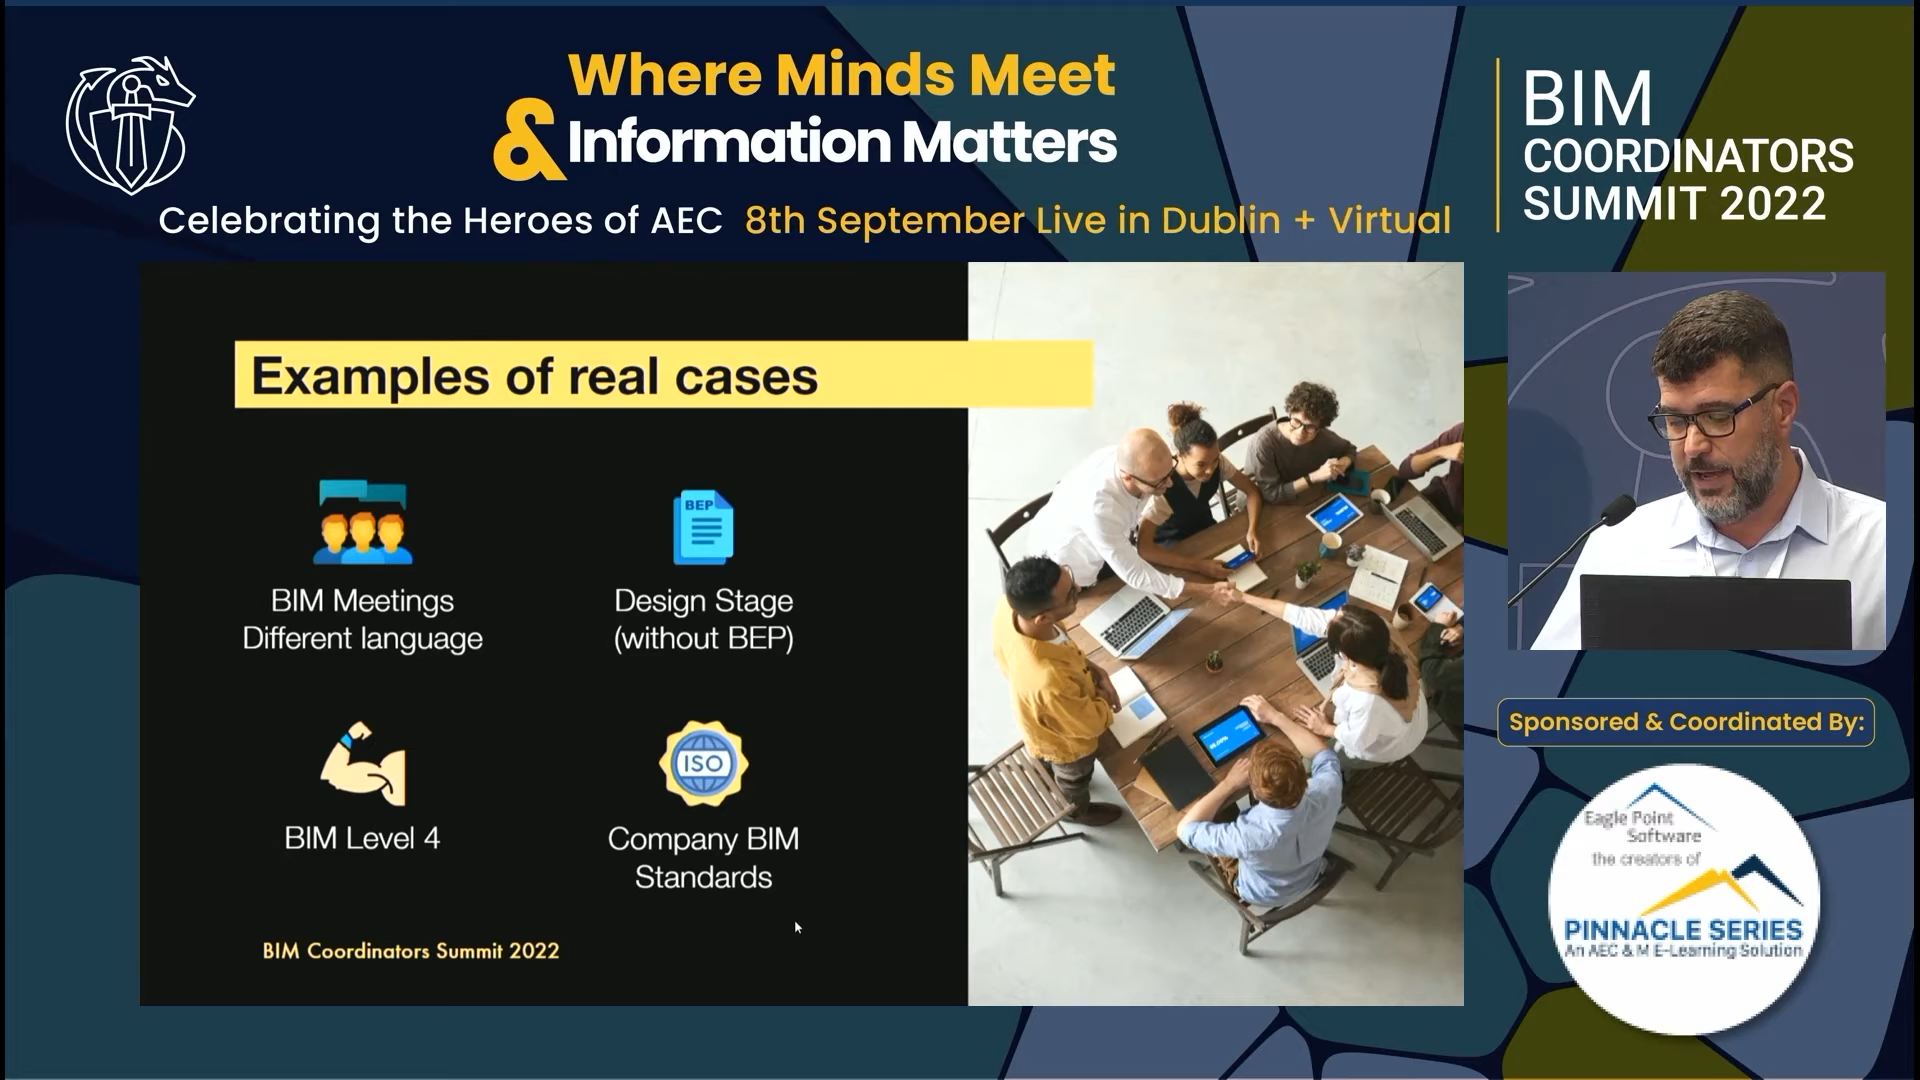 Where Minds Meet
& Information Matters
Celebrating the Heroes of AEC 8th September Live in Dublin + Virtual
BIM
COORDINATORS
SUMMIT 2022
Examples of real cases
BIM Meetings
Different language
BEP
Design Stage
(without BEP)
BIM Level 4
ISO
Company BIM
Standards
BIM Coordinators Summit 2022
Sponsored & Coordinated By:
Eagle Point
Software
the creators of
PINNACLE SERIES
An AEC & M E-Learning Solution